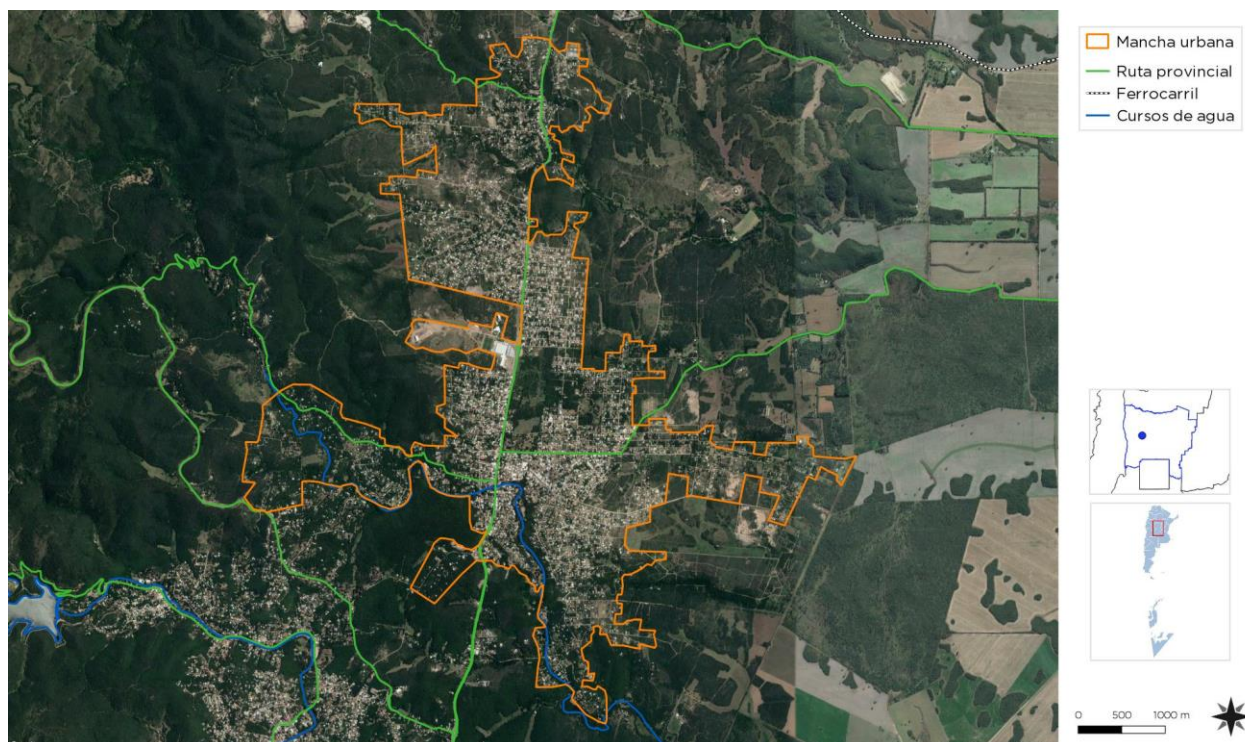 Mancha urbana
Ruta provincial
Ferrocarril
Cursos de agua
0 500 1000 m